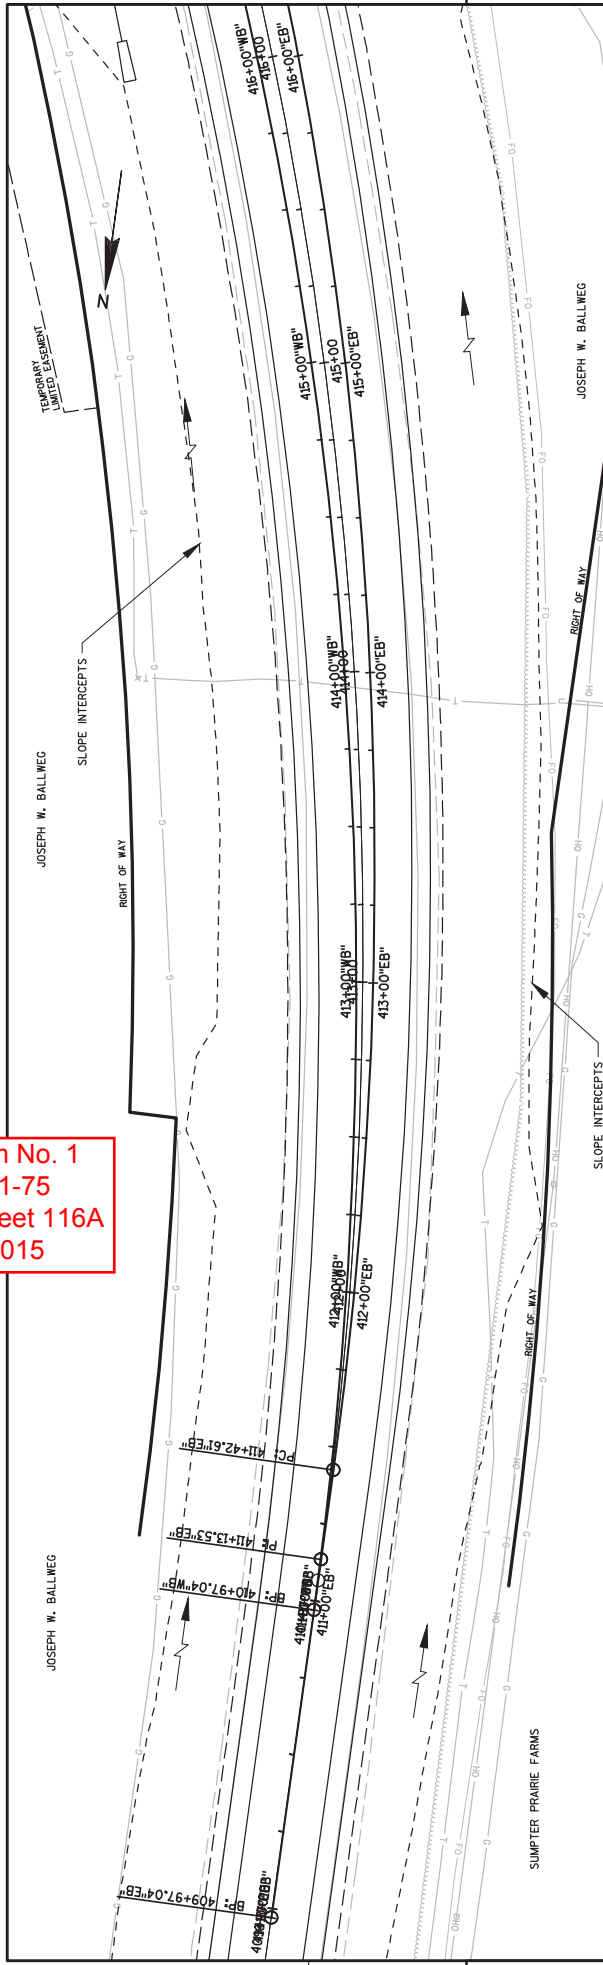 416+00"WB"
416+00
416+00"EB"
FO
T
G
G
T
N
TEMPORARY
LIMITED EASEMENT
JOSEPH W. BALLWEG
415+00"WB"
415+00
415+00"EB"
SLOPE INTERCEPTS
RIGHT OF WAY
414+00"WB"
414+00
414+00"EB"
JOSEPH W. BALLWEG
RIGHT OF WAY
413+00"WB"
413+00
413+00"EB"
SLOPE INTERCEPTS
No. 1
1-75
eet 116A
015
412+00"WB"
412+00
412+00"EB"
RIGHT OF WAY
PC: 411+42.61"EB"
PI: 411+13.53"EB"
BP: 410+97.04"WB"
411+00"EB"
JOSEPH W. BALLWEG
SUMPTER PRAIRIE FARMS
BP: 409+97.04"EB"